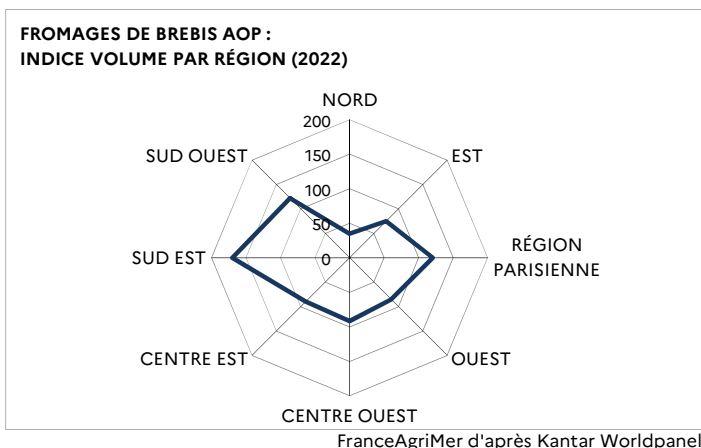 FROMAGES DE BREBIS AOP :
INDICE VOLUME PAR RÉGION (2022)
NORD
200
EST
SUD OUEST
150
100
50
RÉGION
PARISIENNE
SUD EST
0
CENTRE EST
OUEST
CENTRE OUEST
FranceAgriMer d'après Kantar Worldpanel